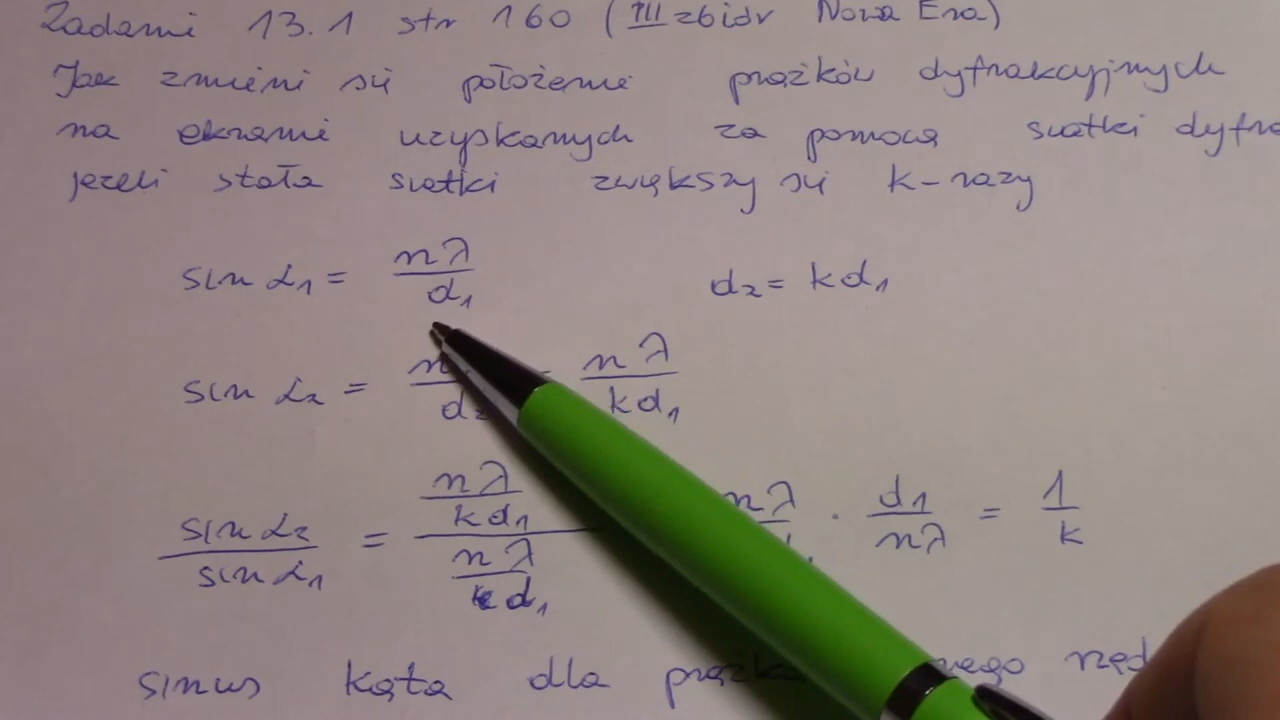 Zadanie 13.1 str 160 (III zbiór Nowa Era)
Jak zmieni się położenie prążków dyfrakcyjnych
na ekranie uzyskanych za pomocą siatki dyfra
jeżeli stała siatki zwiększy się k-razy
sin α₁ = nλ/d₁ d₂ = kd₁
sin α₂ = nλ/kd₁
sin α₂/sin α₁ = (nλ/kd₁)/(nλ/d₁) · d₁/nλ = 1/k
sinus kąta dla